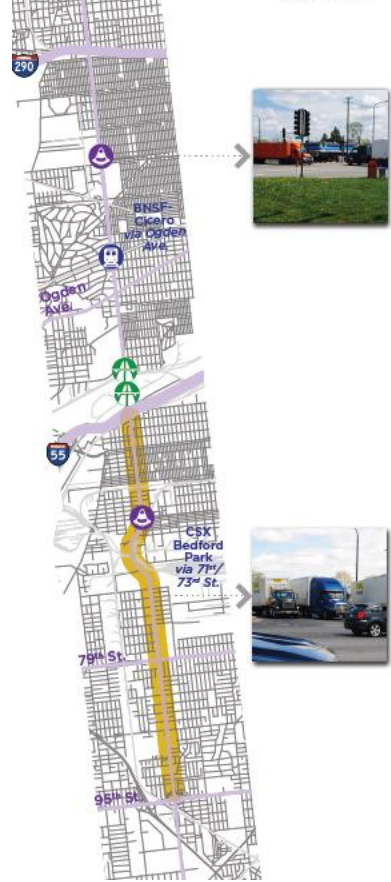 290
BNSF-
Cicero
via Ogden
Ave.
Ogden
Ave.
55
CSX
Bedford
Park
via 71st/
73rd St.
79th St.
95th St.